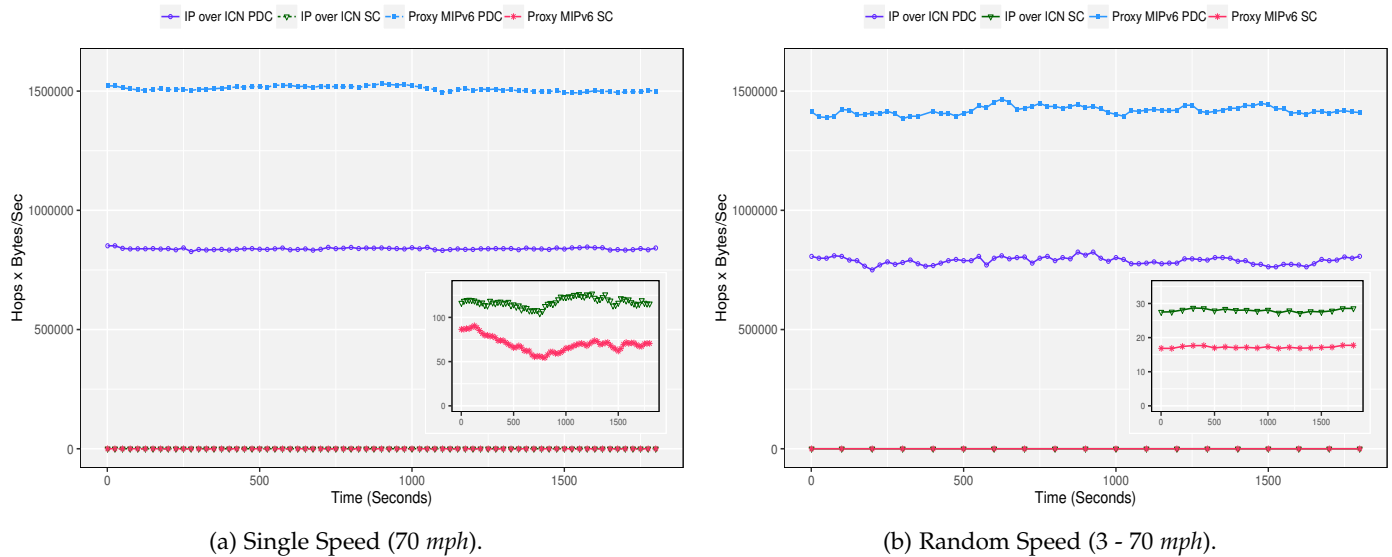 IP over ICN PDC IP over ICN SC Proxy MIPv6 PDC Proxy MIPv6 SC
Hops x Bytes/Sec
1500000
1000000
500000
0
100
50
0
0 500 1000 1500
0 500 1000 1500
Time (Seconds)
(a) Single Speed (70 mph).
IP over ICN PDC IP over ICN SC Proxy MIPv6 PDC Proxy MIPv6 SC
Hops x Bytes/Sec
1500000
1000000
500000
0
30
20
10
0
0 500 1000 1500
0 500 1000 1500
Time (Seconds)
(b) Random Speed (3 - 70 mph).